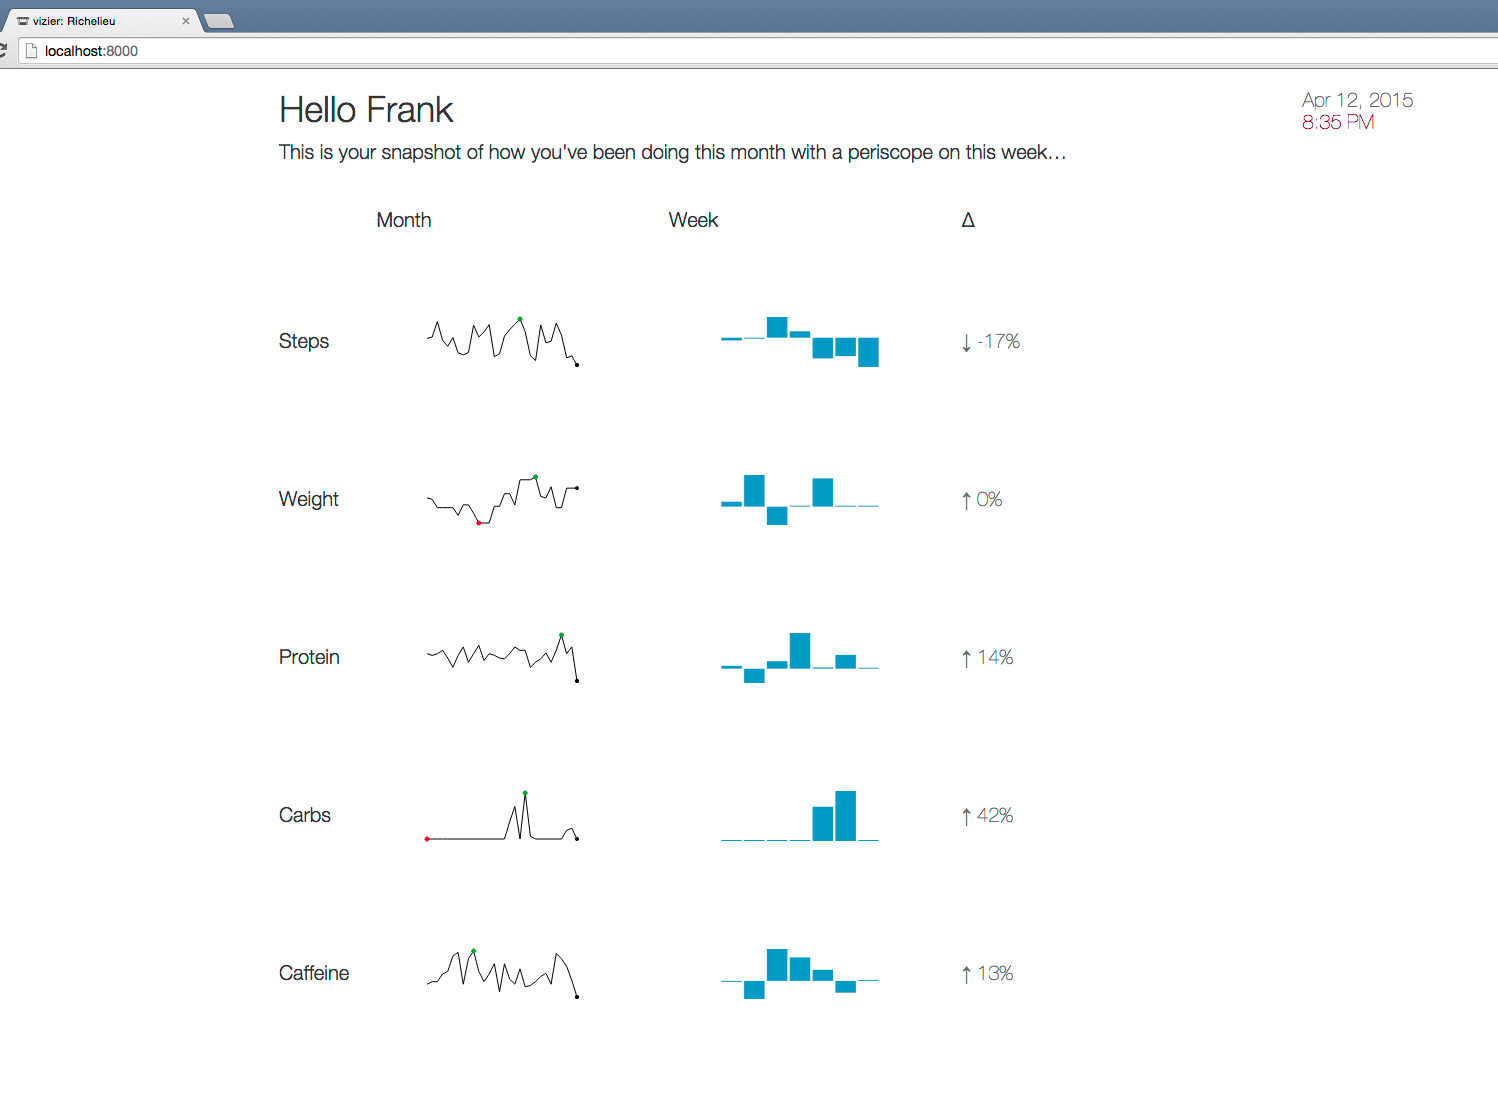 vizier: Richelieu
localhost:8000
Hello Frank
Apr 12, 2015
8:35 PM
This is your snapshot of how you've been doing this month with a periscope on this week...
Month Week Δ
Steps ↓ -17%
Weight ↑ 0%
Protein ↑ 14%
Carbs ↑ 42%
Caffeine ↑ 13%